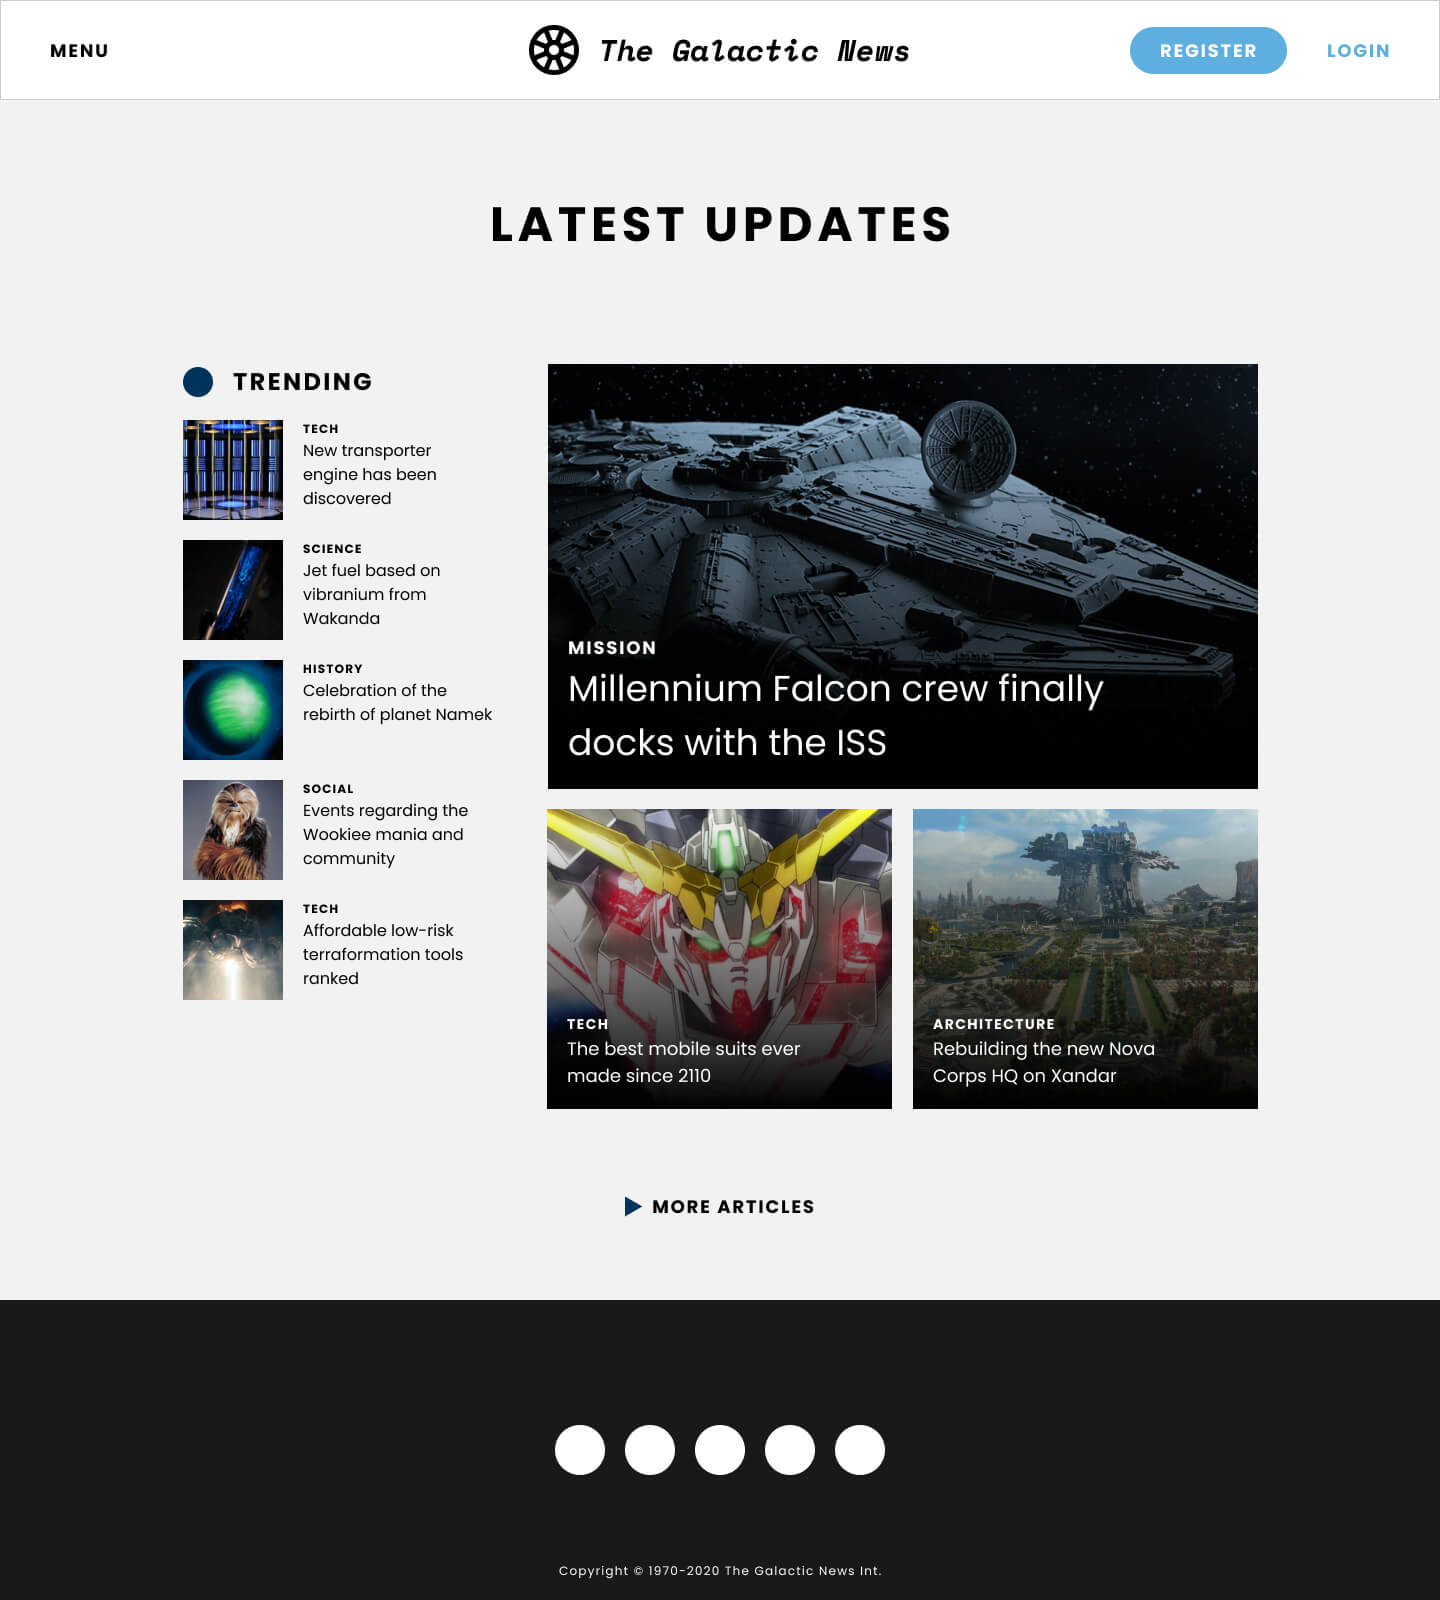 MENU
The Galactic News
REGISTER
LOGIN
LATEST UPDATES
TRENDING
TECH
New transporter
engine has been
discovered
SCIENCE
Jet fuel based on
vibranium from
Wakanda
HISTORY
Celebration of the
rebirth of planet Namek
SOCIAL
Events regarding the
Wookiee mania and
community
TECH
Affordable low-risk
terraformation tools
ranked
MISSION
Millennium Falcon crew finally
docks with the ISS
TECH
The best mobile suits ever
made since 2110
ARCHITECTURE
Rebuilding the new Nova
Corps HQ on Xandar
MORE ARTICLES
Copyright © 1970-2020 The Galactic News Int.